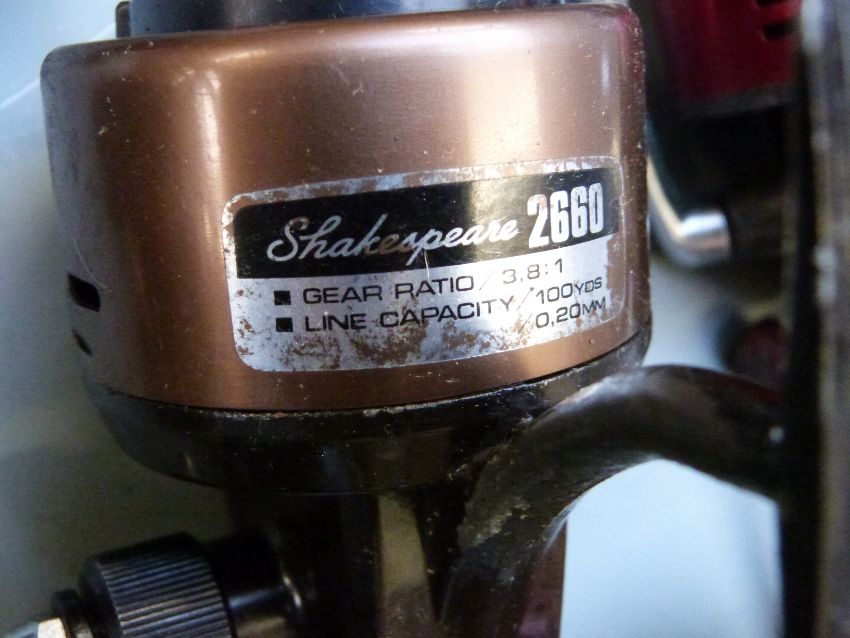 Shakespeare 2660
■ GEAR RATIO / 3,8:1
■ LINE CAPACITY / 100YDS
/ 0,20MM